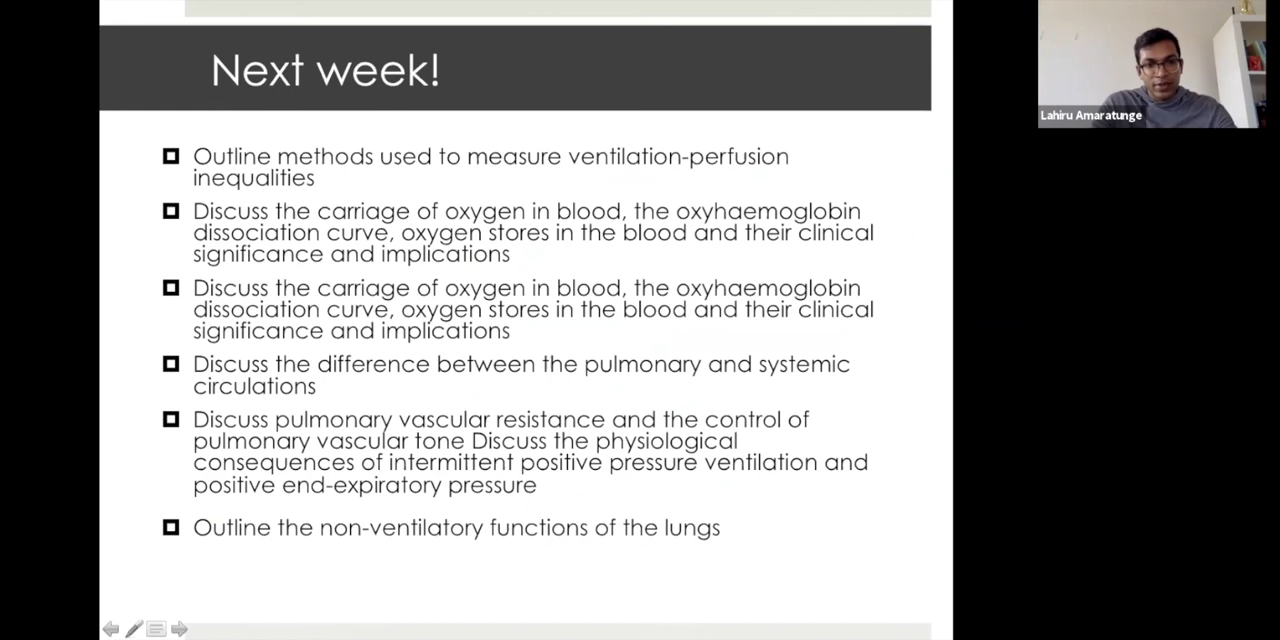 Next week!
Lahiru Amaratunge
Outline methods used to measure ventilation-perfusion
inequalities
Discuss the carriage of oxygen in blood, the oxyhaemoglobin
dissociation curve, oxygen stores in the blood and their clinical
significance and implications
Discuss the carriage of oxygen in blood, the oxyhaemoglobin
dissociation curve, oxygen stores in the blood and their clinical
significance and implications
Discuss the difference between the pulmonary and systemic
circulations
Discuss pulmonary vascular resistance and the control of
pulmonary vascular tone Discuss the physiological
consequences of intermittent positive pressure ventilation and
positive end-expiratory pressure
Outline the non-ventilatory functions of the lungs